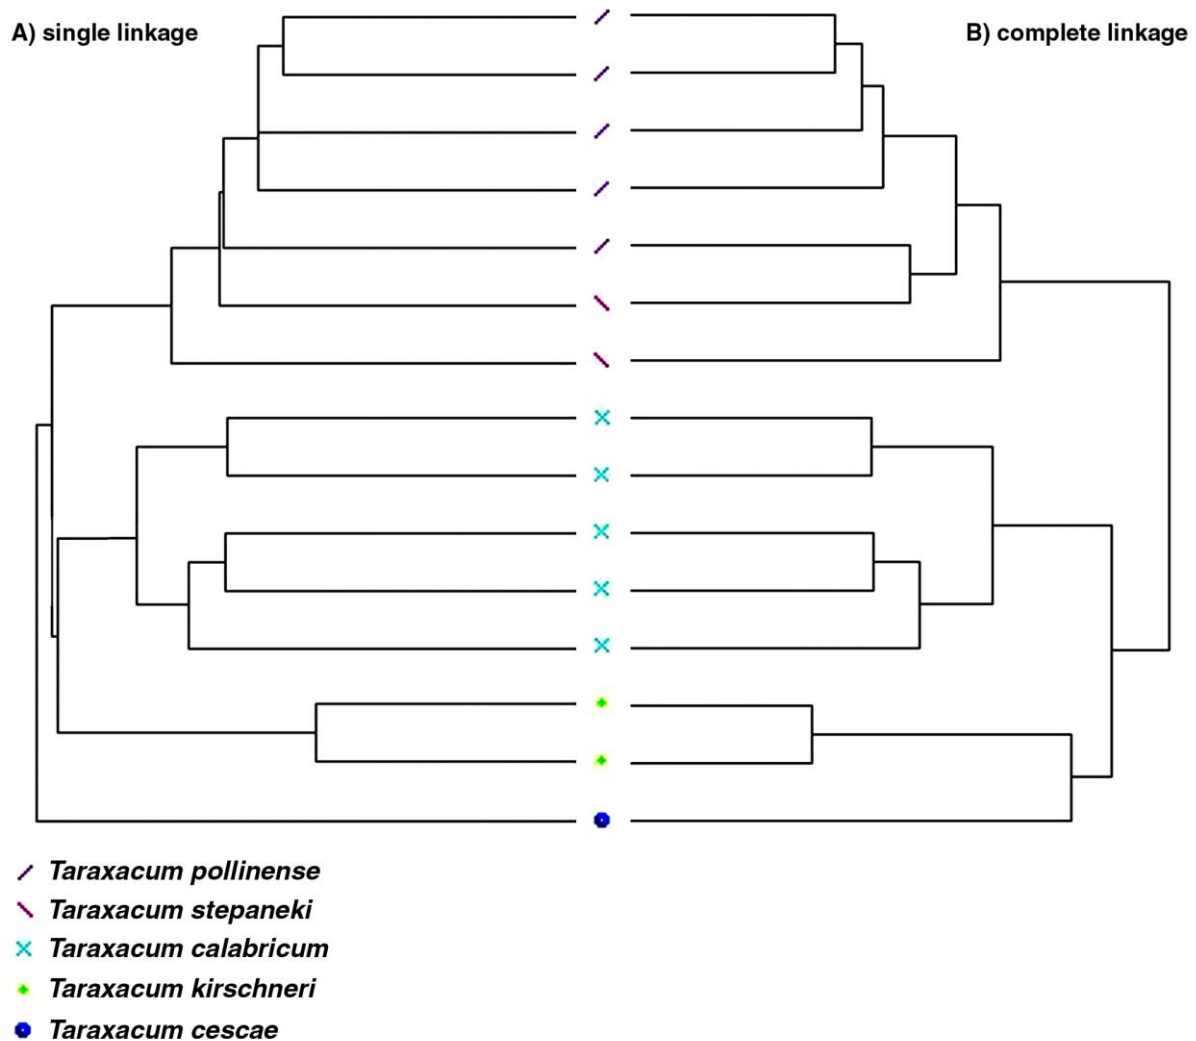 A) single linkage
B) complete linkage
Taraxacum pollinense
Taraxacum stepaneki
Taraxacum calabricum
Taraxacum kirschneri
Taraxacum cescae